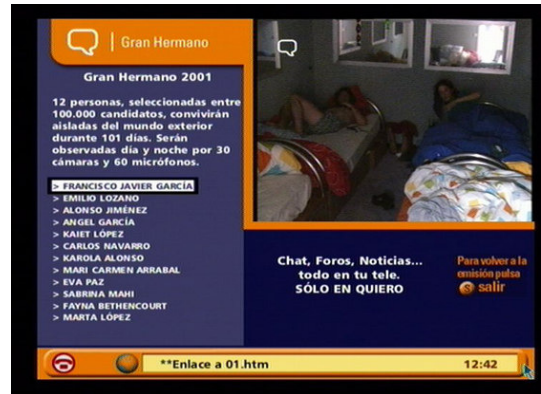 Gran Hermano
Gran Hermano 2001
12 personas, seleccionadas entre
100.000 candidatos, convivirán
aisladas del mundo exterior
durante 101 días. Serán
observadas día y noche por 30
cámaras y 60 micrófonos.
> FRANCISCO JAVIER GARCÍA
> EMILIO LOZANO
> ALONSO JIMÉNEZ
> ANGEL GARCÍA
> KAIET LÓPEZ
> CARLOS NAVARRO
> KAROLA ALONSO
> MARI CARMEN ARRABAL
> EVA PAZ
> SABRINA MAHI
> FAYNA BETHENCOURT
> MARTA LÓPEZ
Chat, Foros, Noticias...
todo en tu tele.
SÓLO EN QUIERO
Para volver a la
emisión pulsa
S salir
**Enlace a 01.htm
12:42